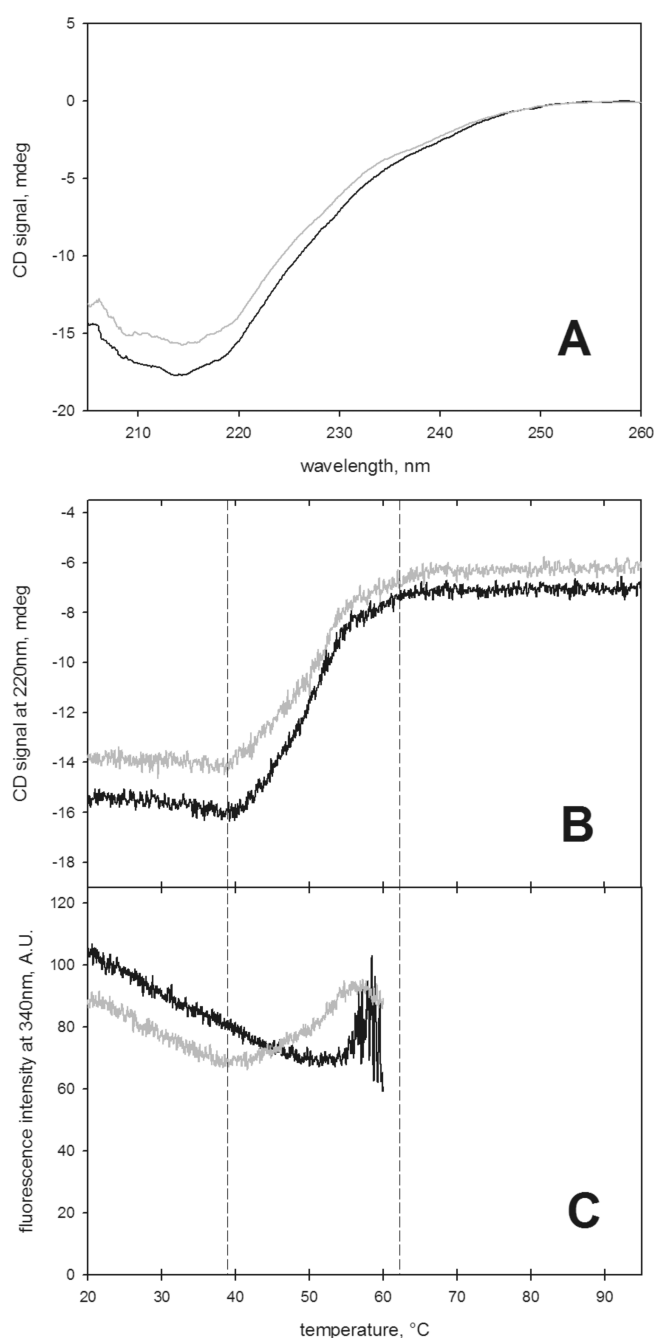 5
0
-5
-10
-15
-20
CD signal, mdeg
A
210 220 230 240 250 260
wavelength, nm
-4
-6
-8
-10
-12
-14
-16
-18
CD signal at 220nm, mdeg
B
120
100
80
60
40
20
0
fluorescence intensity at 340nm, A.U.
C
20 30 40 50 60 70 80 90
temperature, °C